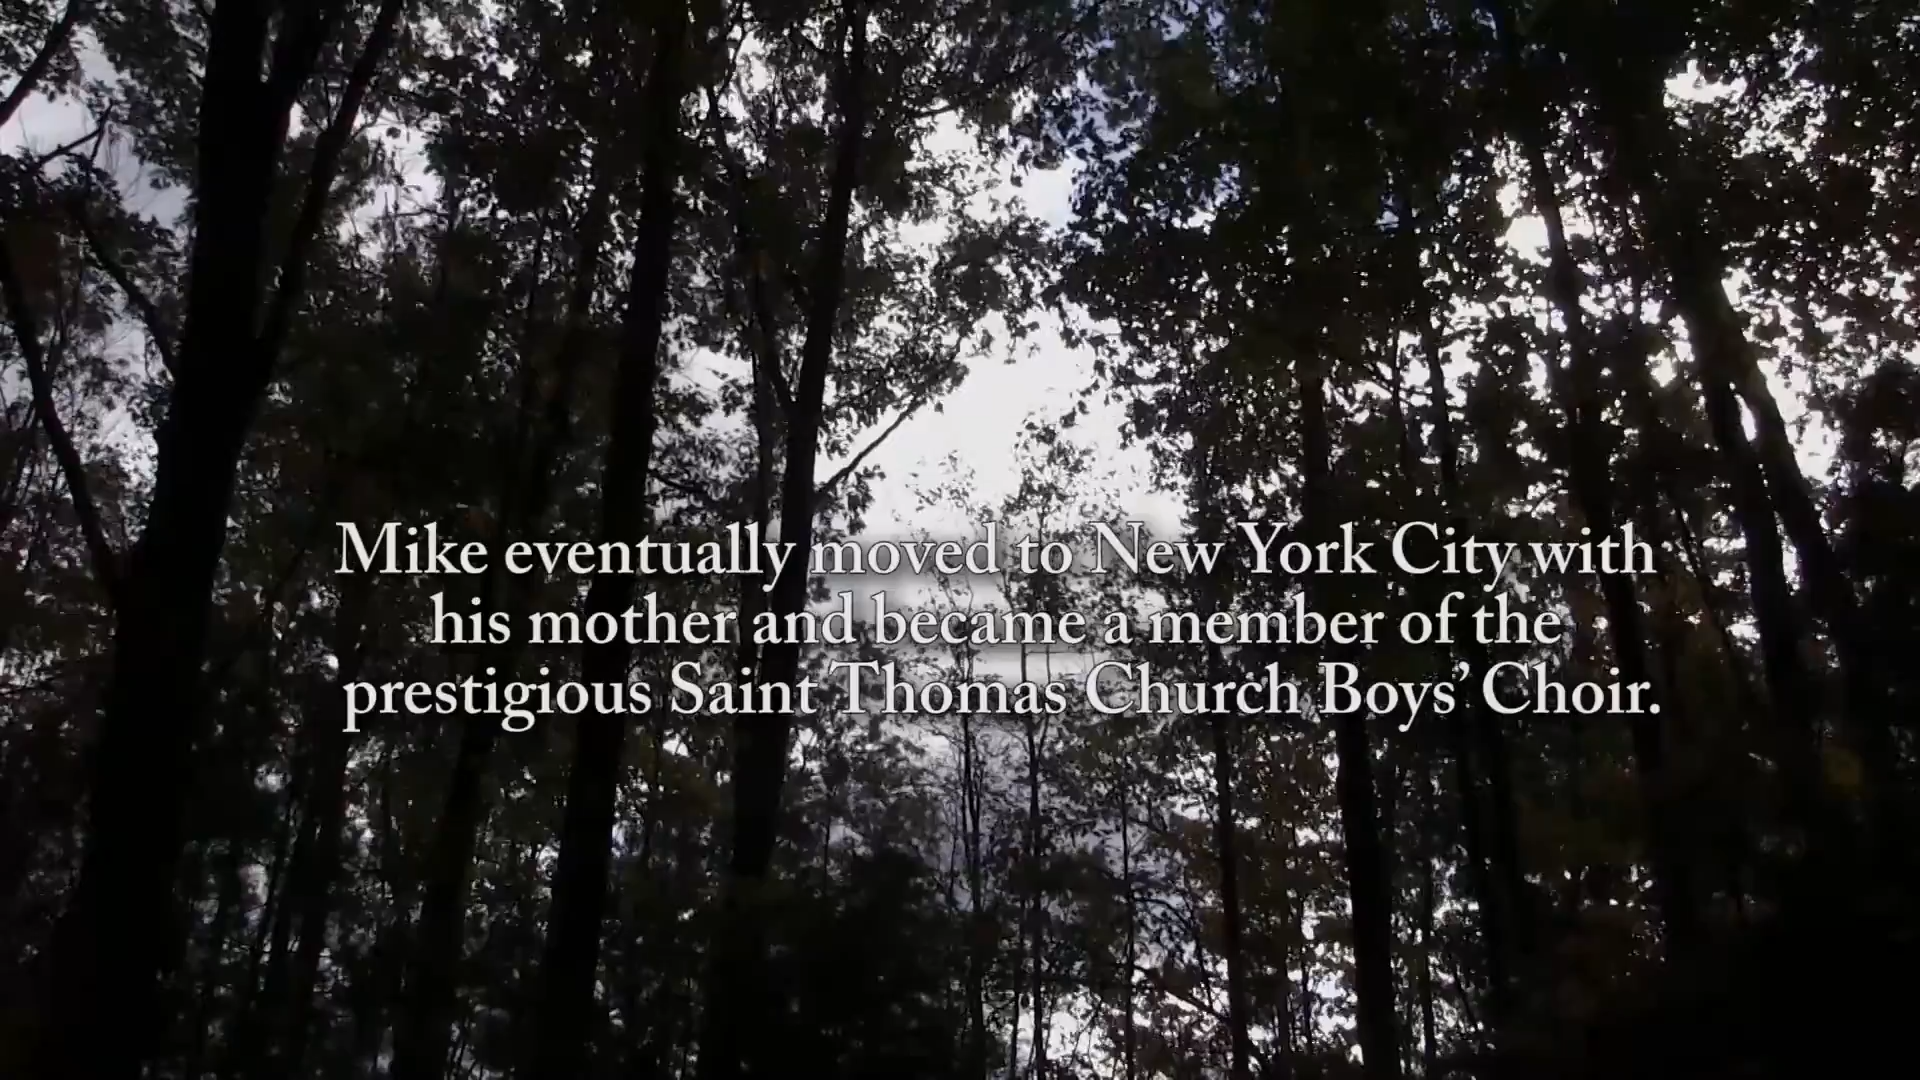 Mike eventually moved to New York City with
his mother and became a member of the
prestigious Saint Thomas Church Boys’ Choir.